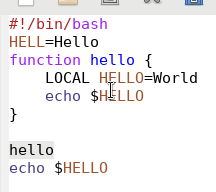 #!/bin/bash
HELL=Hello
function hello {
    LOCAL HELLO=World
    echo $HELLO
}
hello
echo $HELLO